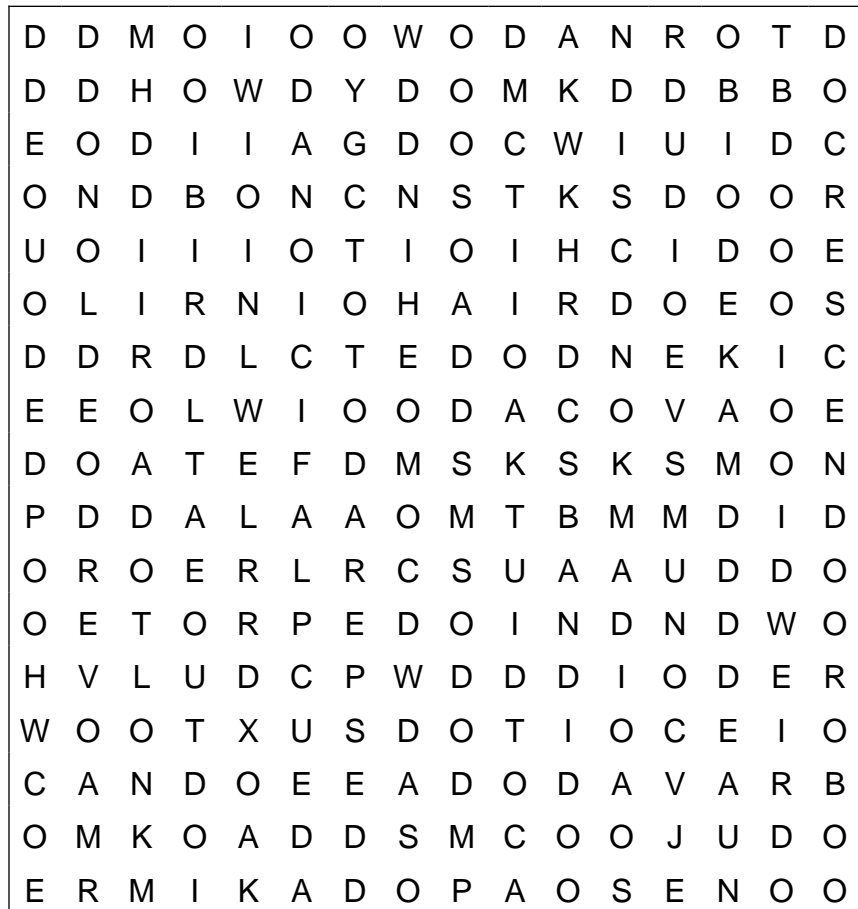 D D M O I O O W O D A N R O T D
D D H O W D Y D O M K D D B B O
E O D I I A G D O C W I U I D C
O N D B O N C N S T K S D O O R
U O I I I O T I O I H C I D O E
O L I R N I O H A I R D O E O S
D D R D L C T E D O D N E K I C
E E O L W I O O D A C O V A O E
D O A T E F D M S K S K S M O N
P D D A L A A O M T B M M D I D
O R O E R L R C S U A A U D D O
O E T O R P E D O I N D N D W O
H V L U D C P W D D D I O D E R
W O O T X U S D O T I O C E I O
C A N D O E E A D O D A V A R B
O M K O A D D S M C O O J U D O
E R M I K A D O P A O S E N O O